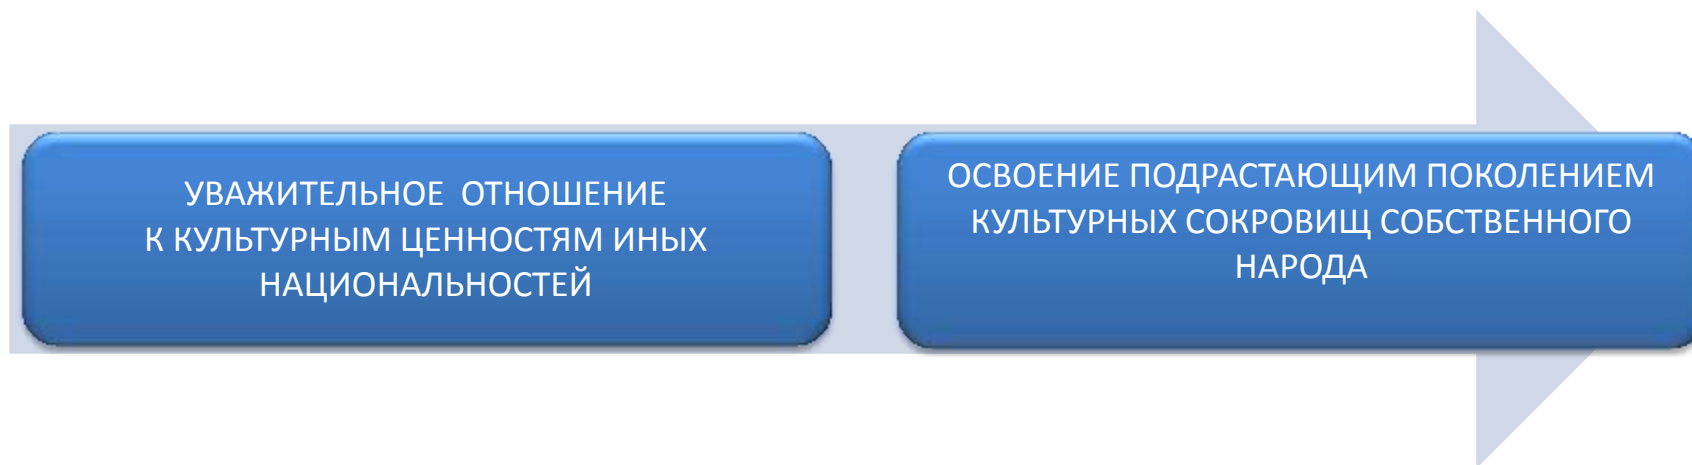 УВАЖИТЕЛЬНОЕ ОТНОШЕНИЕ
К КУЛЬТУРНЫМ ЦЕННОСТЯМ ИНЫХ
НАЦИОНАЛЬНОСТЕЙ
ОСВОЕНИЕ ПОДРАСТАЮЩИМ ПОКОЛЕНИЕМ
КУЛЬТУРНЫХ СОКРОВИЩ СОБСТВЕННОГО
НАРОДА